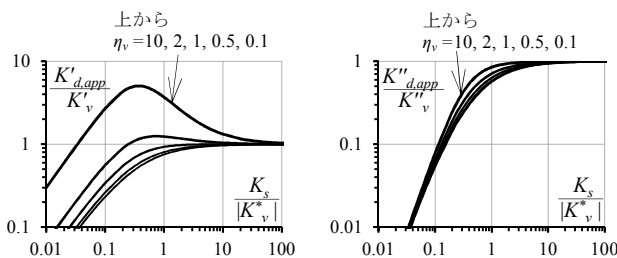 上から
ηᵥ =10, 2, 1, 0.5, 0.1
10
1
0.1
K′d,app
K′v
Ks
|K*v|
0.01 0.1 1 10 100
上から
ηᵥ =10, 2, 1, 0.5, 0.1
1
0.1
0.01
K″d,app
K″v
Ks
|K*v|
0.01 0.1 1 10 100